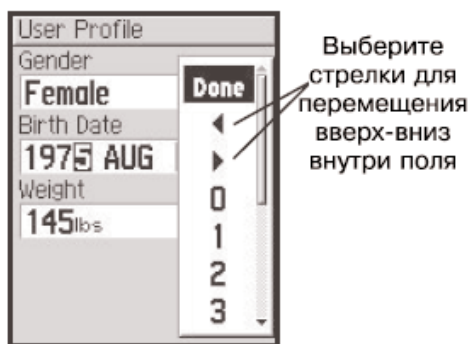 User Profile
Gender
Female
Birth Date
1975 AUG
Weight
145lbs
Done
0
1
2
3
Выберите
стрелки для
перемещения
вверх-вниз
внутри поля